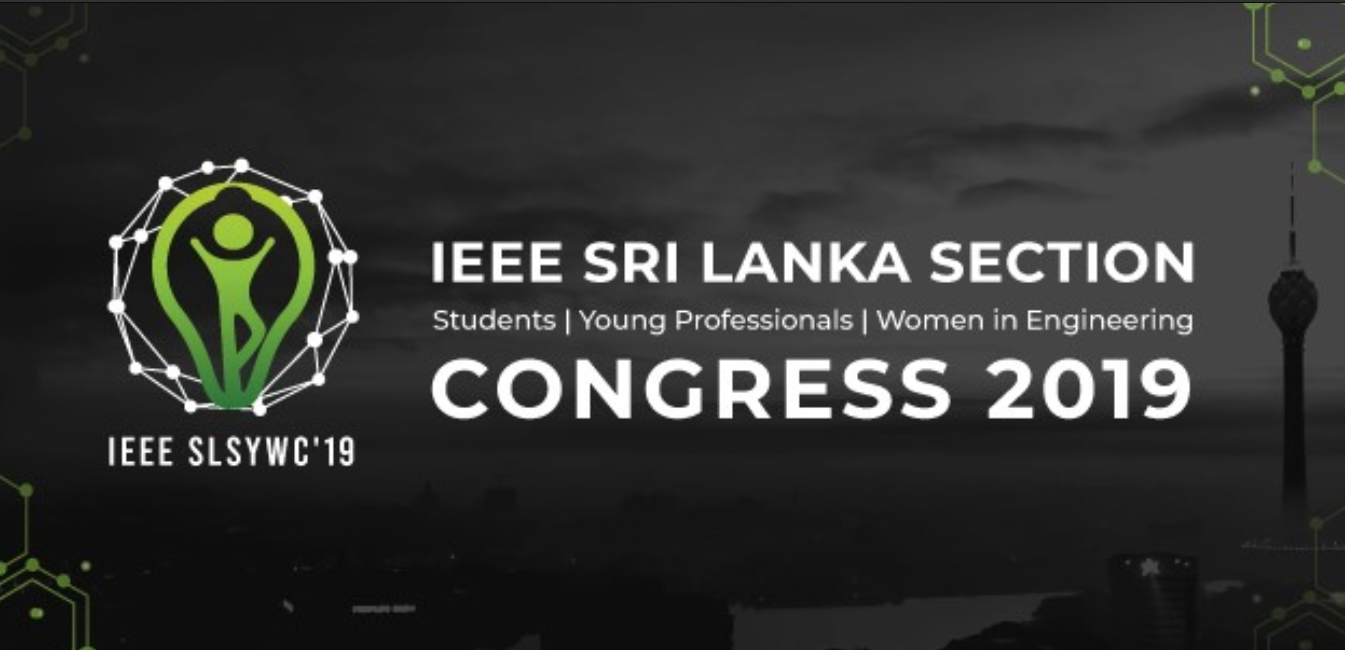 IEEE SRI LANKA SECTION
Students | Young Professionals | Women in Engineering
CONGRESS 2019
IEEE SLSYWC'19